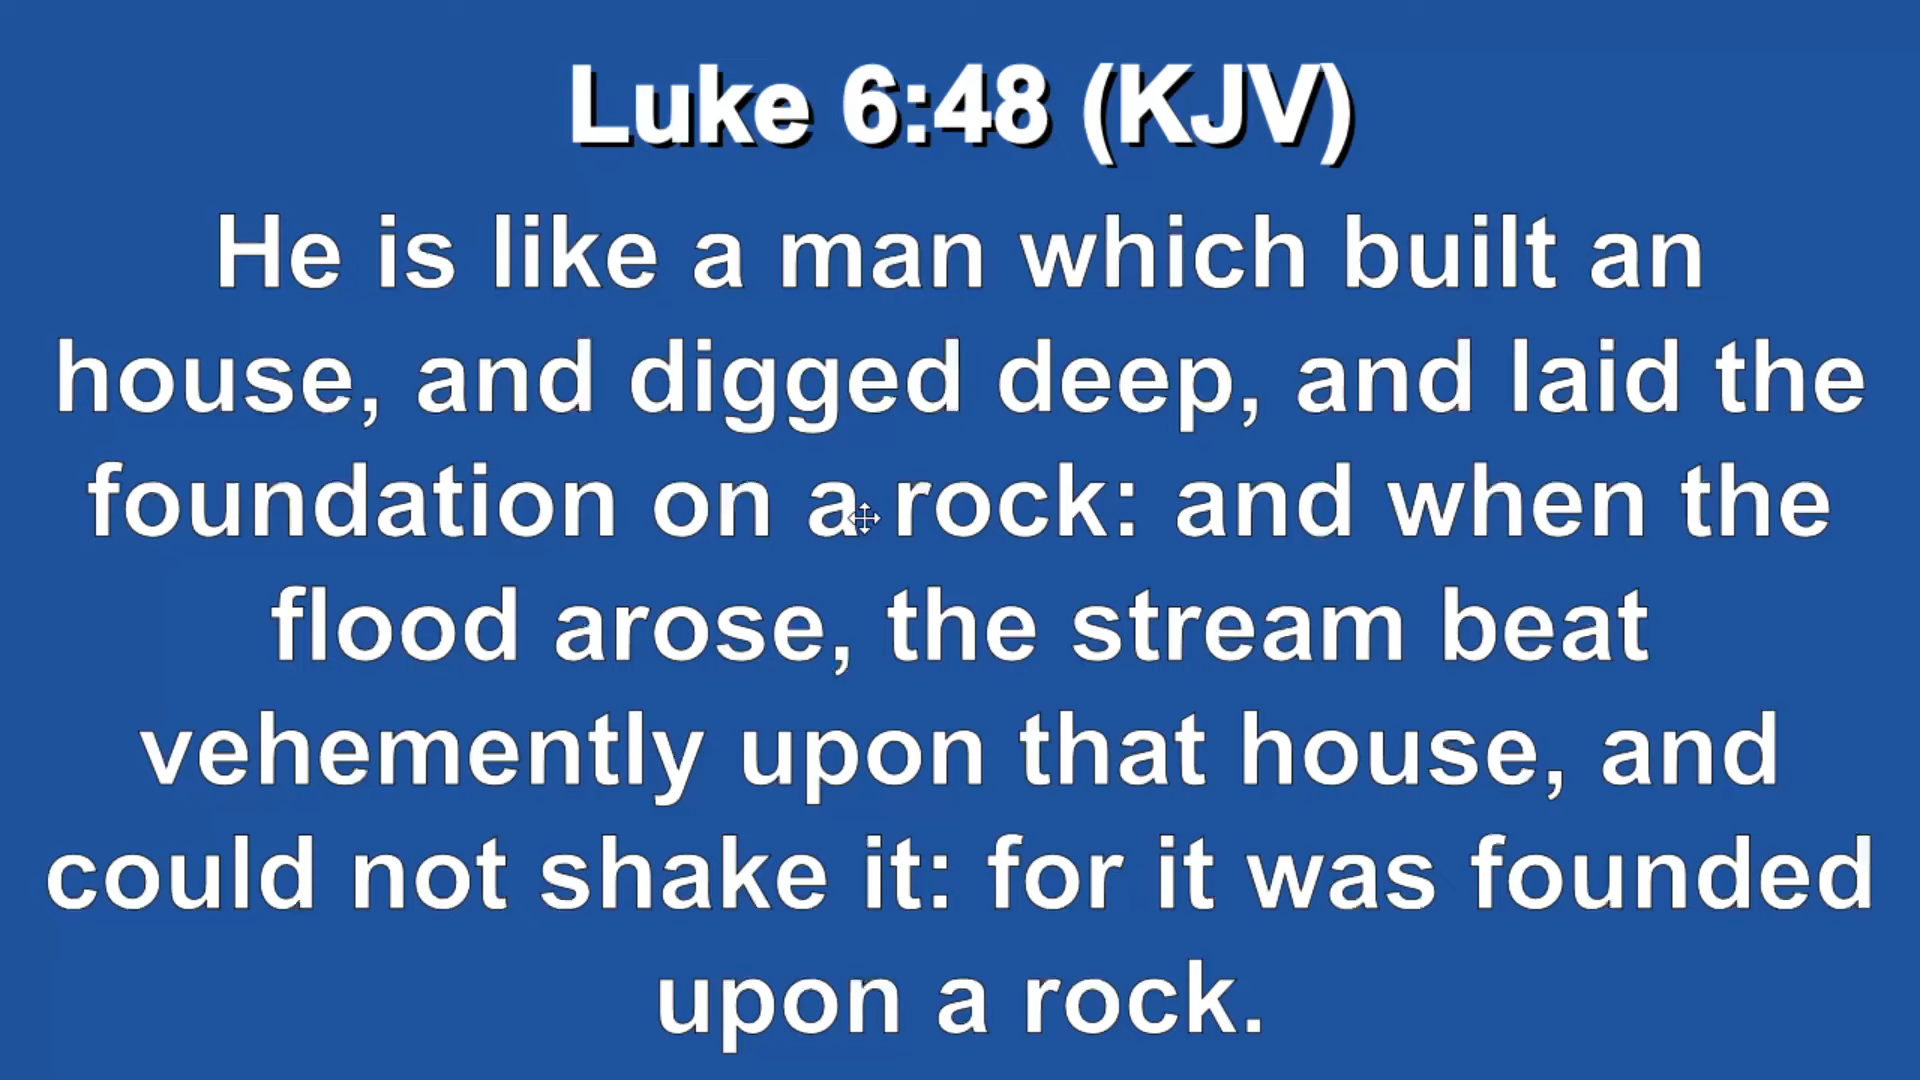 Luke 6:48 (KJV)
He is like a man which built an
house, and digged deep, and laid the
foundation on a rock: and when the
flood arose, the stream beat
vehemently upon that house, and
could not shake it: for it was founded
upon a rock.